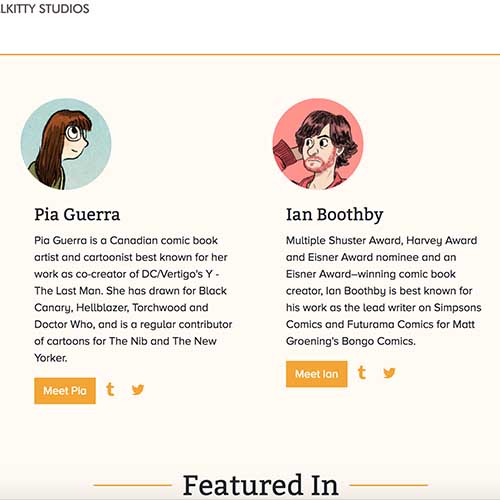 LKITTY STUDIOS
Pia Guerra
Pia Guerra is a Canadian comic book
artist and cartoonist best known for her
work as co-creator of DC/Vertigo's Y -
The Last Man. She has drawn for Black
Canary, Hellblazer, Torchwood and
Doctor Who, and is a regular contributor
of cartoons for The Nib and The New
Yorker.
Meet Pia
Ian Boothby
Multiple Shuster Award, Harvey Award
and Eisner Award nominee and an
Eisner Award–winning comic book
creator, Ian Boothby is best known for
his work as the lead writer on Simpsons
Comics and Futurama Comics for Matt
Groening's Bongo Comics.
Meet Ian
Featured In